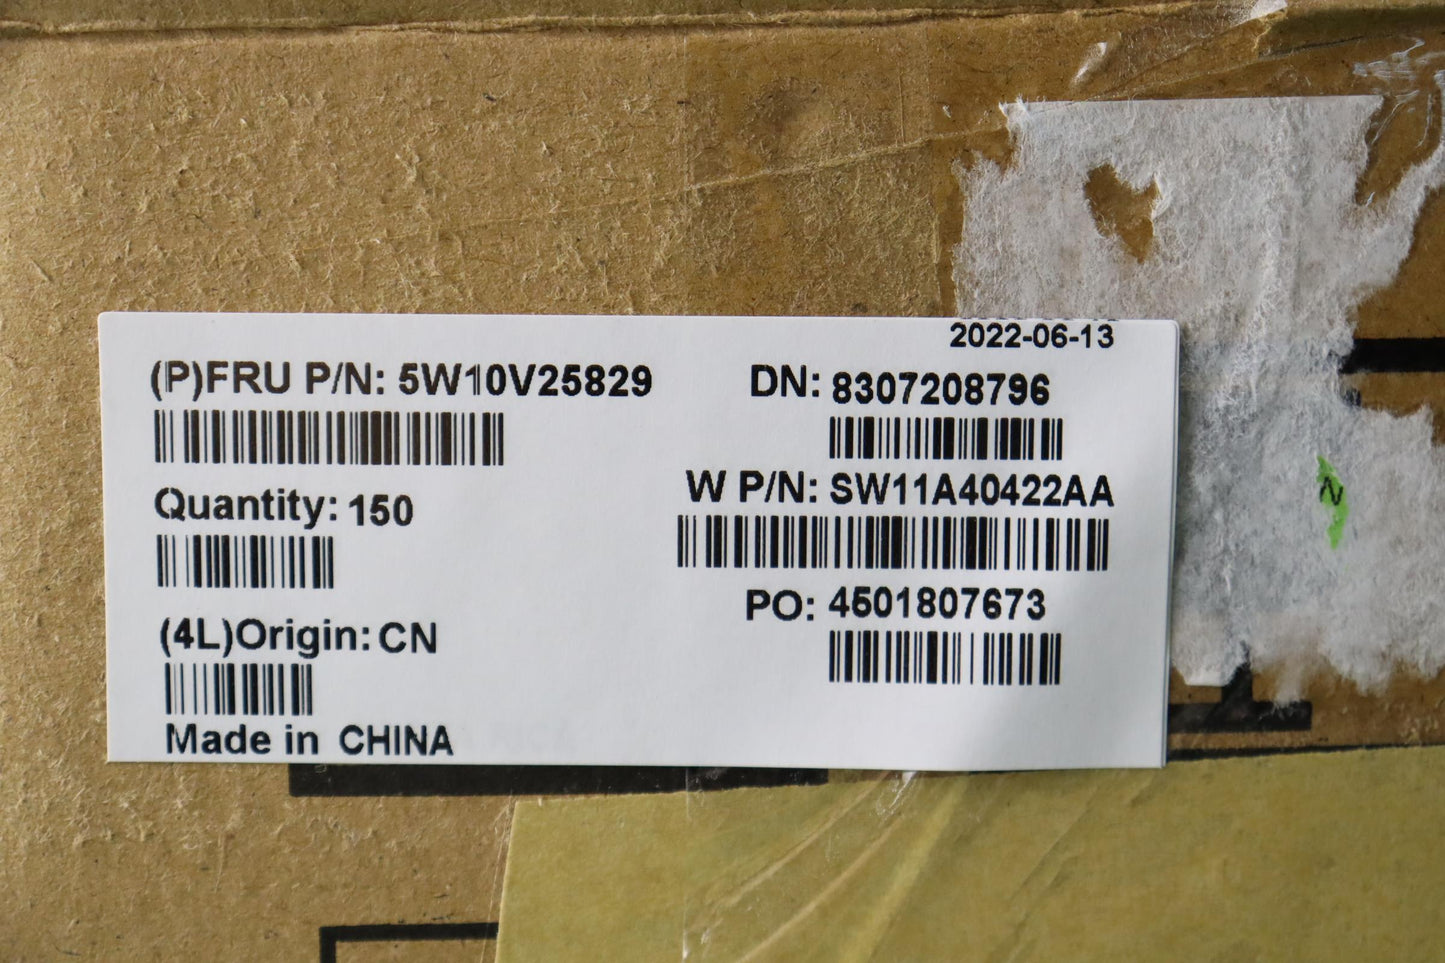 2022-06-13
(P)FRU P/N: 5W10V25829
DN: 8307208796
W P/N: SW11A40422AA
Quantity: 150
PO: 4501807673
(4L)Origin: CN
Made in CHINA
N